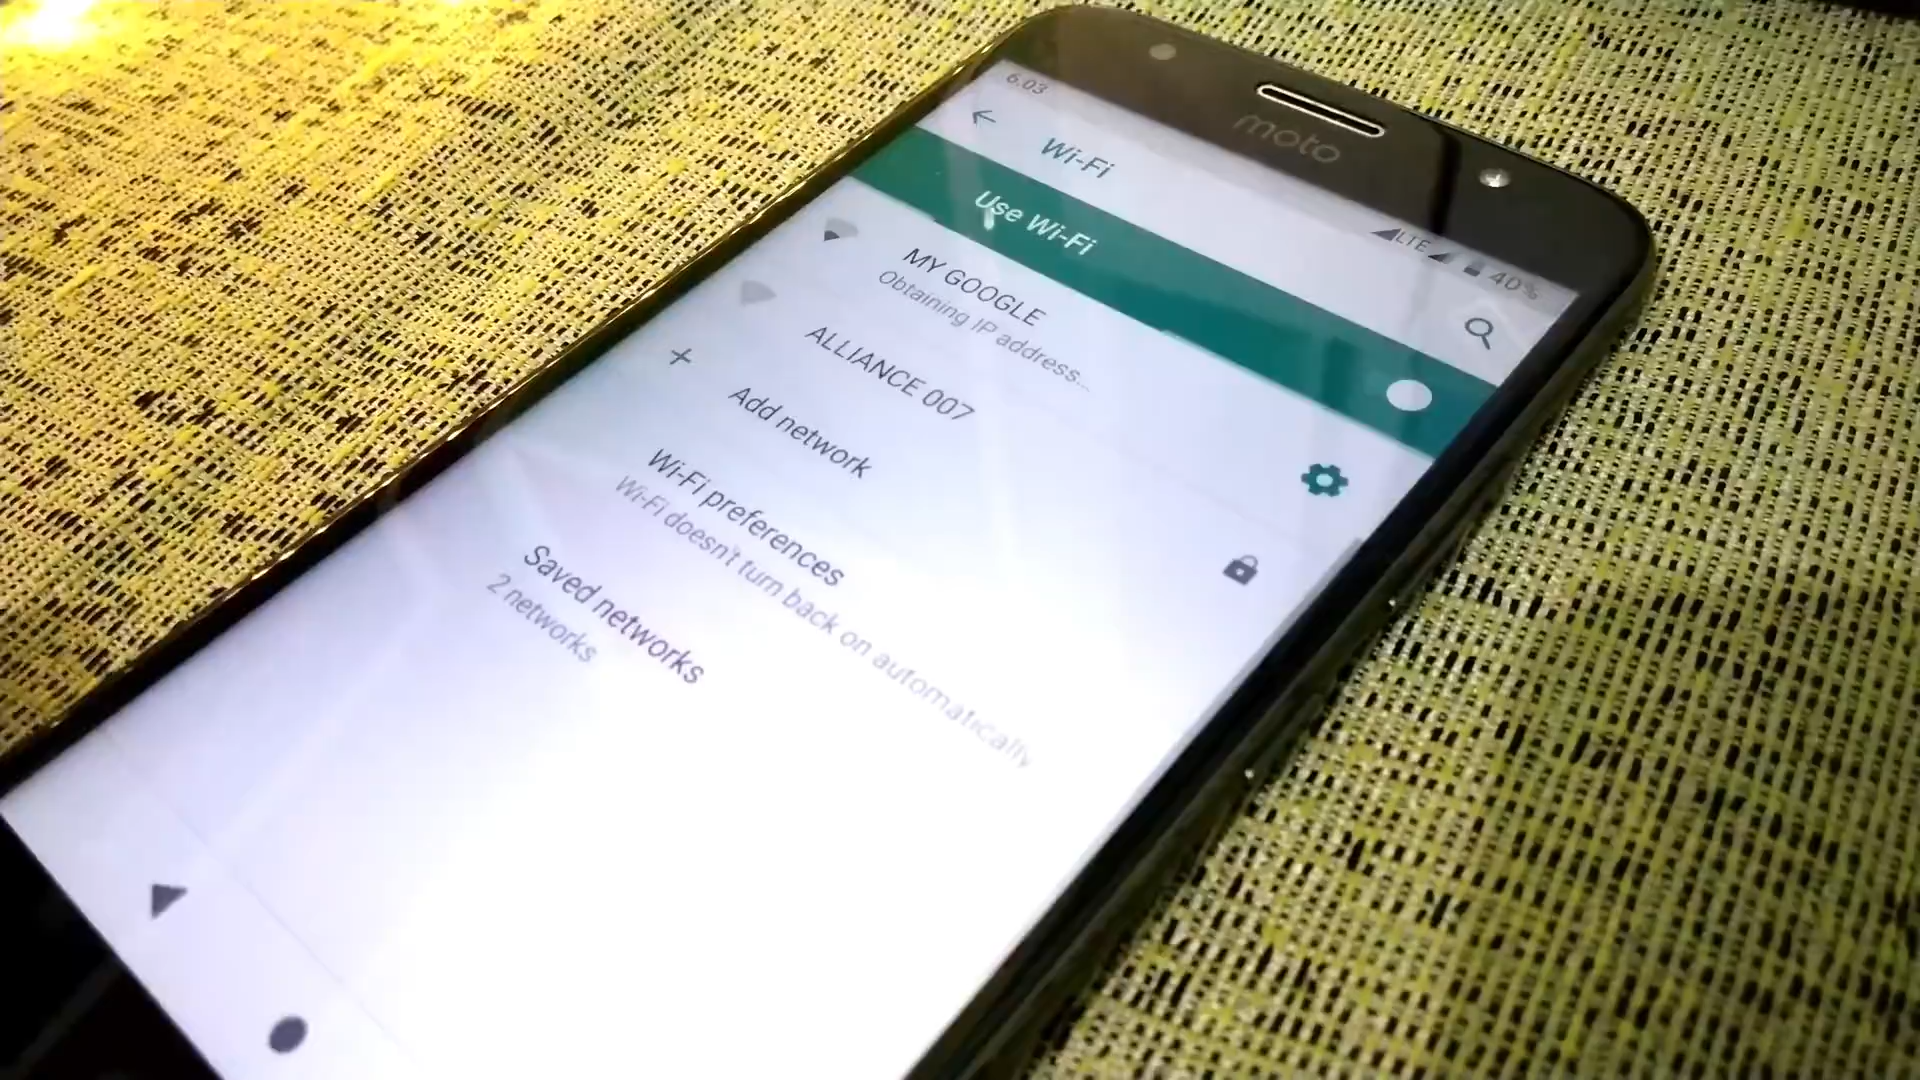 moto
6:03
LTE 40%
Wi-Fi
Use Wi-Fi
MY GOOGLE
Obtaining IP address...
ALLIANCE 007
Add network
Wi-Fi preferences
Wi-Fi doesn't turn back on automatically
Saved networks
2 networks